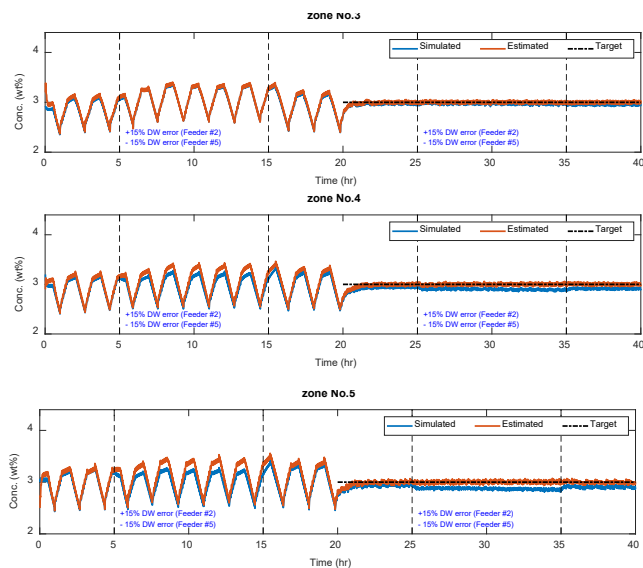 zone No.3
Simulated Estimated Target
4
3
2
Conc. (wt%)
+15% DW error (Feeder #2) +15% DW error (Feeder #2)
- 15% DW error (Feeder #5) - 15% DW error (Feeder #5)
0 5 10 15 20 25 30 35 40
Time (hr)
zone No.4
Simulated Estimated Target
4
3
2
Conc. (wt%)
+15% DW error (Feeder #2) +15% DW error (Feeder #2)
- 15% DW error (Feeder #5) - 15% DW error (Feeder #5)
0 5 10 15 20 25 30 35 40
Time (hr)
zone No.5
Simulated Estimated Target
4
3
2
Conc. (wt%)
+15% DW error (Feeder #2) +15% DW error (Feeder #2)
- 15% DW error (Feeder #5) - 15% DW error (Feeder #5)
0 5 10 15 20 25 30 35 40
Time (hr)